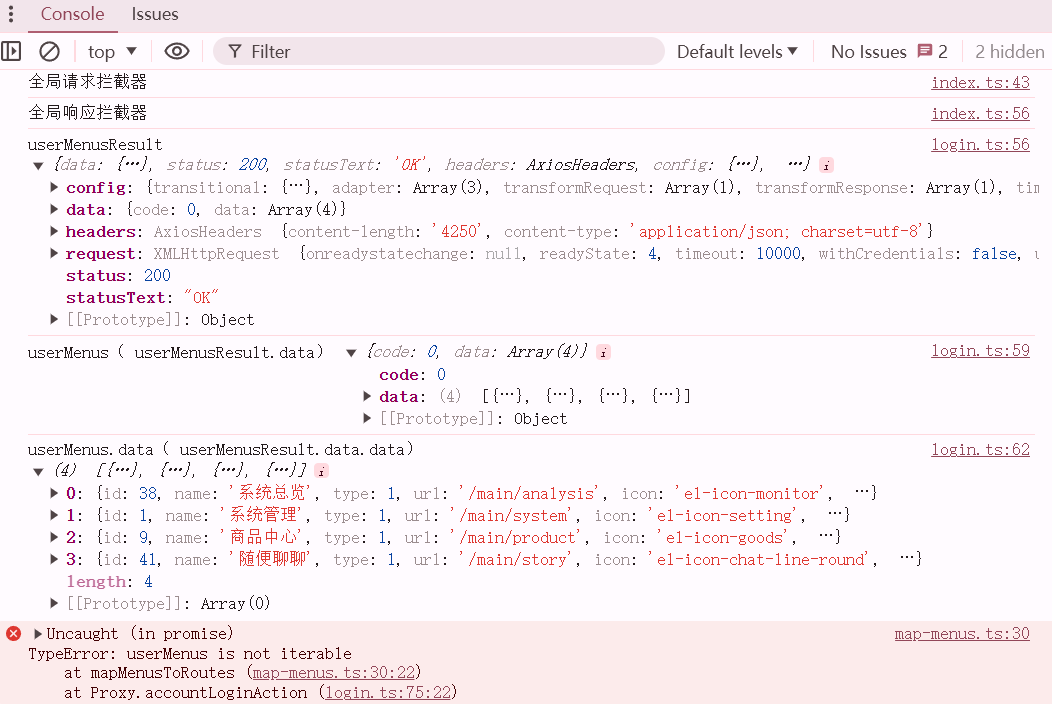 Console Issues
top Filter Default levels No Issues 2 2 hidden
全局请求拦截器 index.ts:43
全局响应拦截器 index.ts:56
userMenusResult login.ts:56
{data: {…}, status: 200, statusText: 'OK', headers: AxiosHeaders, config: {…}, …} i
config: {transitional: {…}, adapter: Array(3), transformRequest: Array(1), transformResponse: Array(1), tim
data: {code: 0, data: Array(4)}
headers: AxiosHeaders {content-length: '4250', content-type: 'application/json; charset=utf-8'}
request: XMLHttpRequest {onreadystatechange: null, readyState: 4, timeout: 10000, withCredentials: false, u
status: 200
statusText: "OK"
[[Prototype]]: Object
userMenus ( userMenusResult.data) {code: 0, data: Array(4)} i login.ts:59
code: 0
data: (4) [{…}, {…}, {…}, {…}]
[[Prototype]]: Object
userMenus.data ( userMenusResult.data.data) login.ts:62
(4) [{…}, {…}, {…}, {…}] i
0: {id: 38, name: '系统总览', type: 1, url: '/main/analysis', icon: 'el-icon-monitor', …}
1: {id: 1, name: '系统管理', type: 1, url: '/main/system', icon: 'el-icon-setting', …}
2: {id: 9, name: '商品中心', type: 1, url: '/main/product', icon: 'el-icon-goods', …}
3: {id: 41, name: '随便聊聊', type: 1, url: '/main/story', icon: 'el-icon-chat-line-round', …}
length: 4
[[Prototype]]: Array(0)
Uncaught (in promise) map-menus.ts:30
TypeError: userMenus is not iterable
at mapMenusToRoutes (map-menus.ts:30:22)
at Proxy.accountLoginAction (login.ts:75:22)